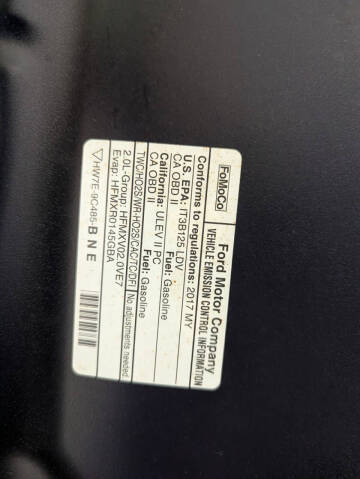 FoMoCo
Ford Motor Company
VEHICLE EMISSION CONTROL INFORMATION
Conforms to regulations: 2017 MY
U.S. EPA: T3B125 LDV Fuel: Gasoline
CA OBD II
California: ULEV II PC Fuel: Gasoline
CA OBD II
TWC/HO2S/WR-HO2S/CAC/TC/DFI No adjustments needed.
2.0L-Group: HFMXV02.0VE7
Evap: HFMXR0145GBA
HW7E-9C485-BNE